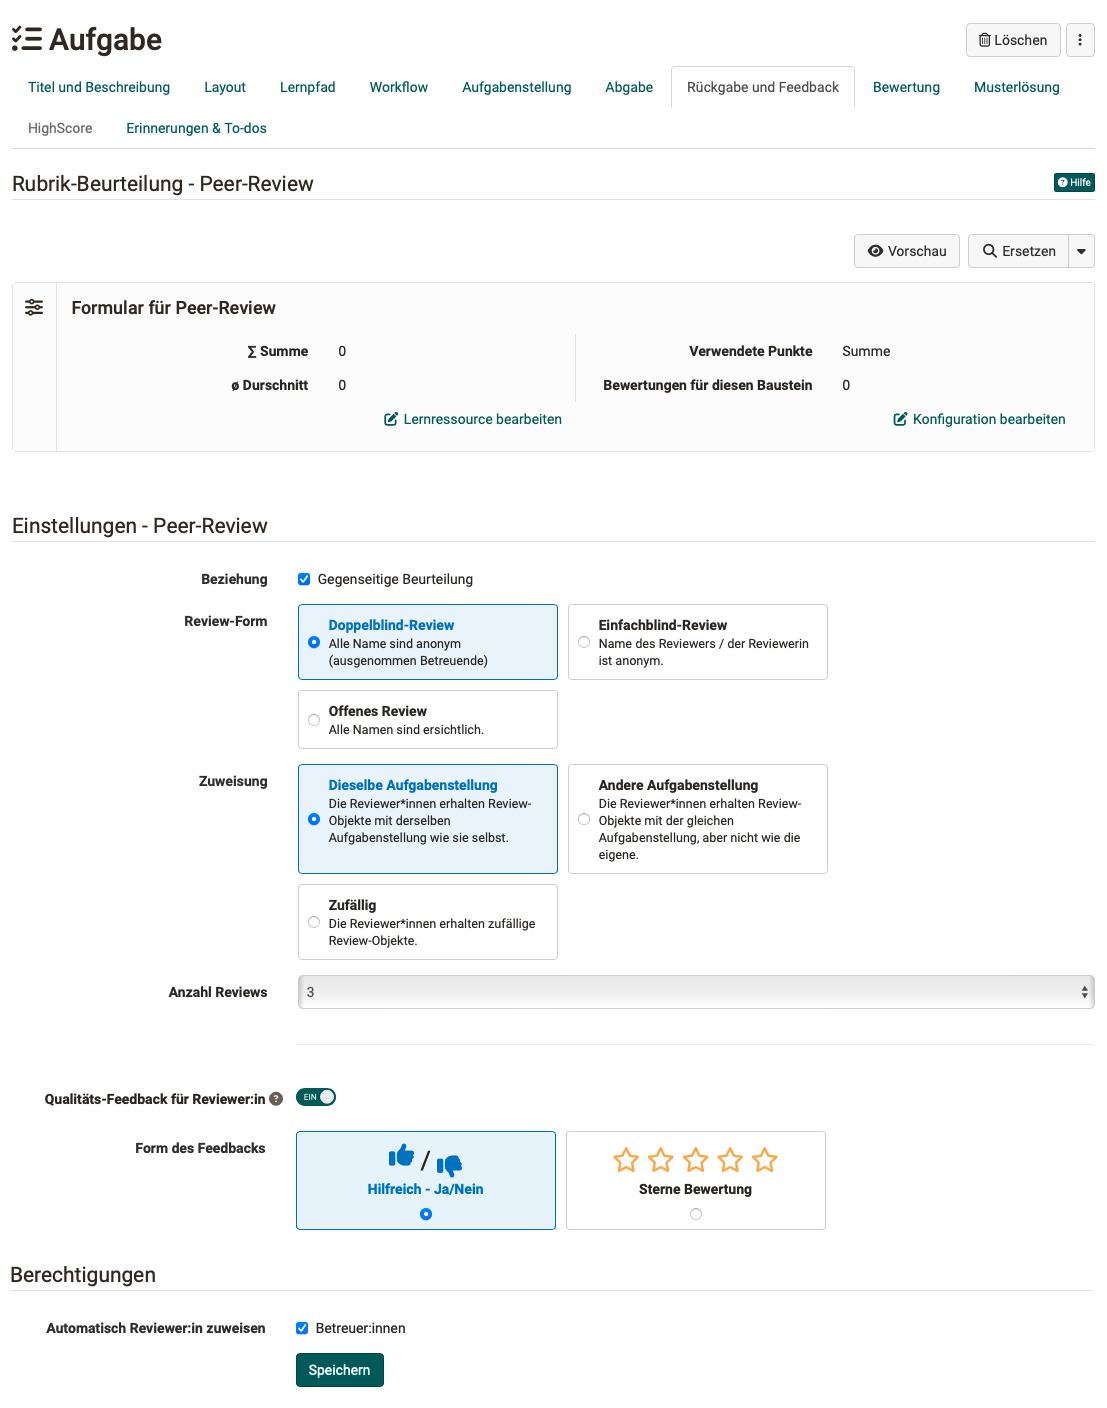 Aufgabe
Löschen
Titel und Beschreibung Layout Lernpfad Workflow Aufgabenstellung Abgabe Rückgabe und Feedback Bewertung Musterlösung
HighScore Erinnerungen & To-dos
Rubrik-Beurteilung - Peer-Review
? Hilfe
Vorschau Ersetzen
Formular für Peer-Review
∑ Summe 0 Verwendete Punkte Summe
ø Durschnitt 0 Bewertungen für diesen Baustein 0
Lernressource bearbeiten Konfiguration bearbeiten
Einstellungen - Peer-Review
Beziehung Gegenseitige Beurteilung
Review-Form
Doppelblind-Review
Alle Name sind anonym
(ausgenommen Betreuende)
Einfachblind-Review
Name des Reviewers / der Reviewerin
ist anonym.
Offenes Review
Alle Namen sind ersichtlich.
Zuweisung
Dieselbe Aufgabenstellung
Die Reviewer*innen erhalten Review-
Objekte mit derselben
Aufgabenstellung wie sie selbst.
Andere Aufgabenstellung
Die Reviewer*innen erhalten Review-
Objekte mit der gleichen
Aufgabenstellung, aber nicht wie die
eigene.
Zufällig
Die Reviewer*innen erhalten zufällige
Review-Objekte.
Anzahl Reviews 3
Qualitäts-Feedback für Reviewer:in ? EIN
Form des Feedbacks
/
Hilfreich - Ja/Nein
Sterne Bewertung
Berechtigungen
Automatisch Reviewer:in zuweisen Betreuer:innen
Speichern